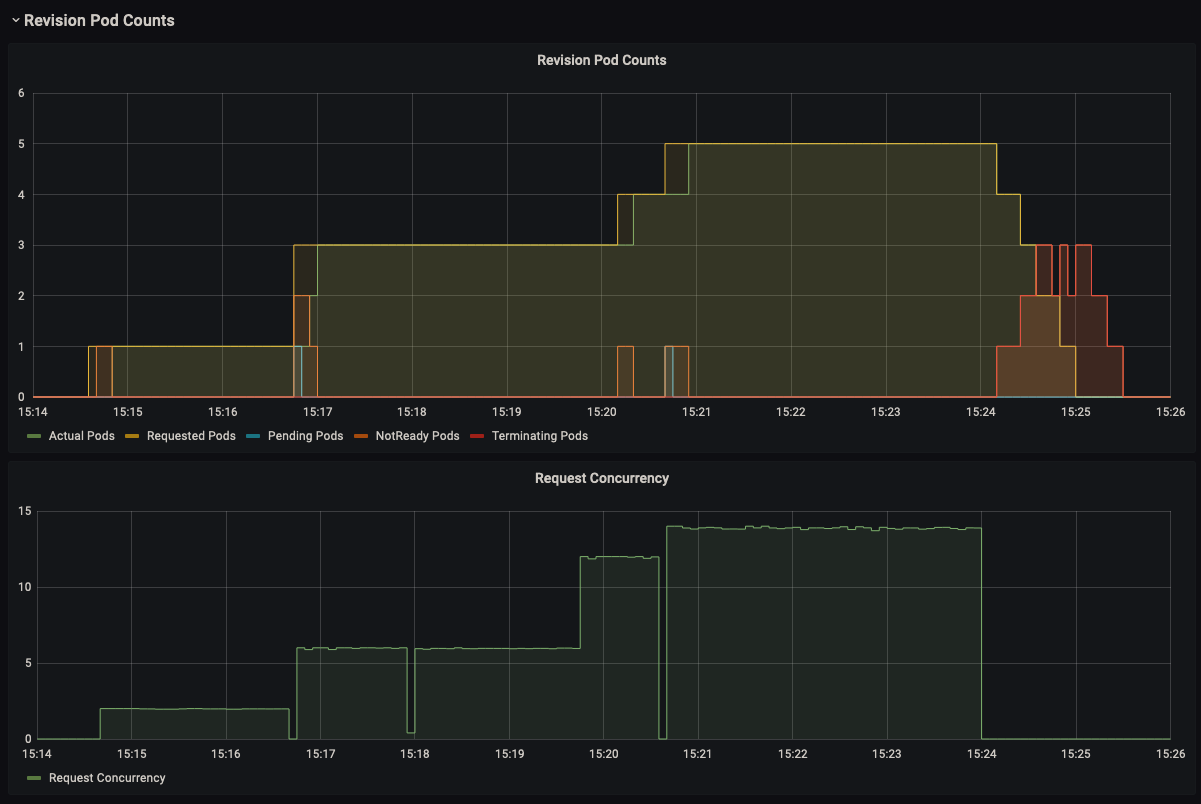 Revision Pod Counts
Revision Pod Counts
6
5
4
3
2
1
0
15:14 15:15 15:16 15:17 15:18 15:19 15:20 15:21 15:22 15:23 15:24 15:25 15:26
Actual Pods Requested Pods Pending Pods NotReady Pods Terminating Pods
Request Concurrency
15
10
5
0
15:14 15:15 15:16 15:17 15:18 15:19 15:20 15:21 15:22 15:23 15:24 15:25 15:26
Request Concurrency